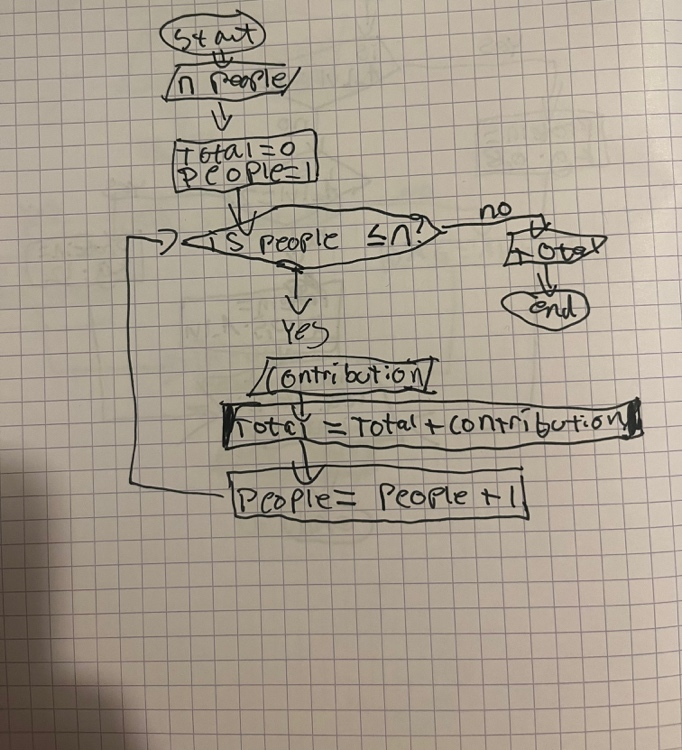 Start
n people
Total=0
People=1
is people ≤n?
no
total
end
yes
Contribution
Total = Total + Contribution
People= People +1